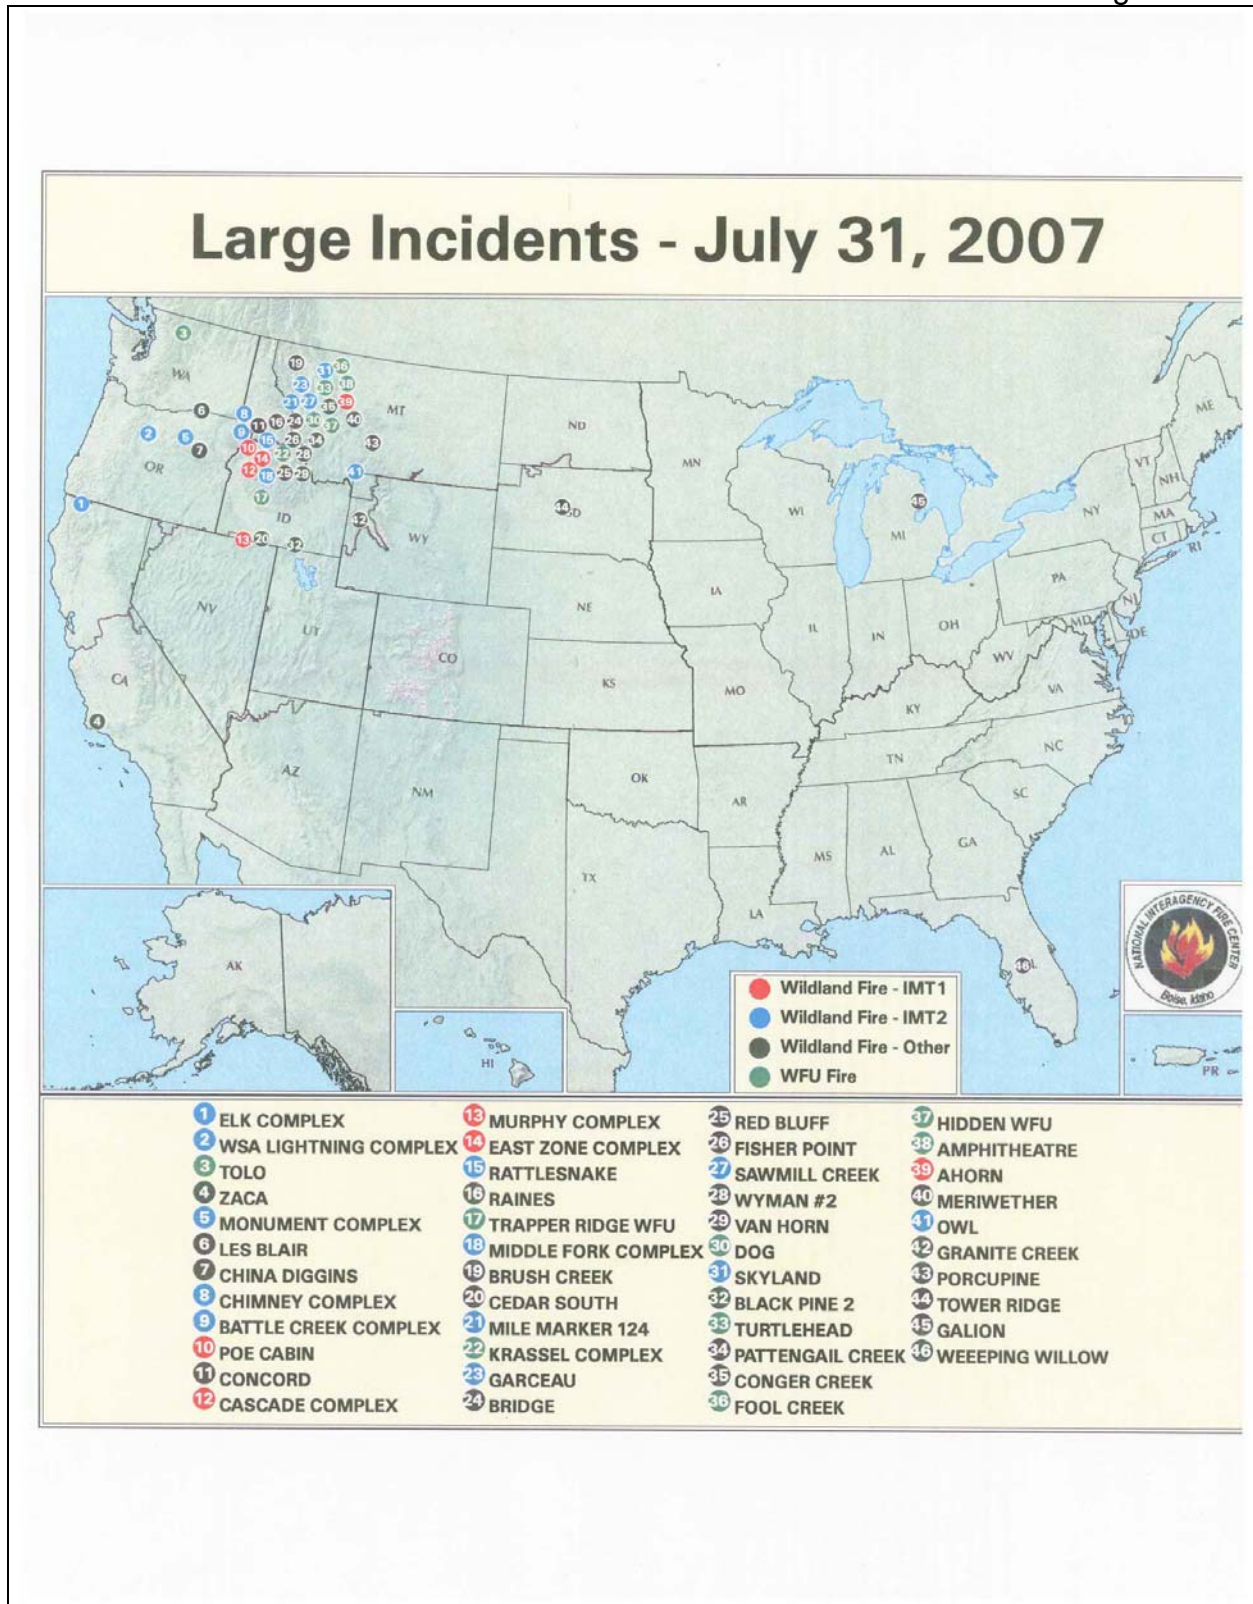 Large Incidents - July 31, 2007
WA
MT
ND
MN
ME
OR
ID
WY
SD
WI
MI
VT
NH
NY
MA
CT
RI
NV
UT
CO
NE
IA
IL
IN
OH
PA
NJ
MD
DE
WV
VA
CA
KS
MO
KY
AZ
NM
OK
AR
TN
NC
SC
TX
LA
MS
AL
GA
AK
HI
PR
Wildland Fire - IMT1
Wildland Fire - IMT2
Wildland Fire - Other
WFU Fire
NATIONAL INTERAGENCY FIRE CENTER
Boise, Idaho
1 ELK COMPLEX
2 WSA LIGHTNING COMPLEX
3 TOLO
4 ZACA
5 MONUMENT COMPLEX
6 LES BLAIR
7 CHINA DIGGINS
8 CHIMNEY COMPLEX
9 BATTLE CREEK COMPLEX
10 POE CABIN
11 CONCORD
12 CASCADE COMPLEX
13 MURPHY COMPLEX
14 EAST ZONE COMPLEX
15 RATTLESNAKE
16 RAINES
17 TRAPPER RIDGE WFU
18 MIDDLE FORK COMPLEX
19 BRUSH CREEK
20 CEDAR SOUTH
21 MILE MARKER 124
22 KRASSEL COMPLEX
23 GARCEAU
24 BRIDGE
25 RED BLUFF
26 FISHER POINT
27 SAWMILL CREEK
28 WYMAN #2
29 VAN HORN
30 DOG
31 SKYLAND
32 BLACK PINE 2
33 TURTLEHEAD
34 PATTENGAIL CREEK
35 CONGER CREEK
36 FOOL CREEK
37 HIDDEN WFU
38 AMPHITHEATRE
39 AHORN
40 MERIWETHER
41 OWL
42 GRANITE CREEK
43 PORCUPINE
44 TOWER RIDGE
45 GALION
46 WEEEPING WILLOW